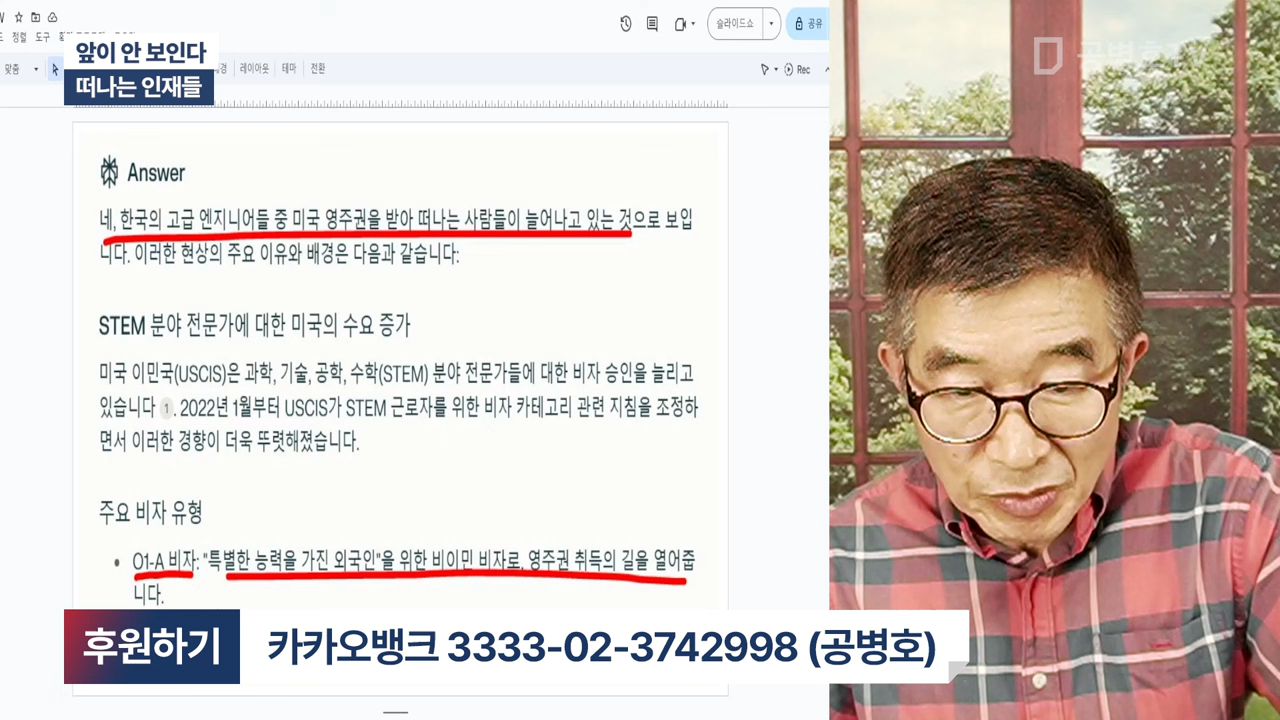 슬라이드쇼
공유
정렬 도구
앞이 안 보인다
떠나는 인재들
맞춤
레이아웃 테마 전환
Rec
공병호TV
Answer
네, 한국의 고급 엔지니어들 중 미국 영주권을 받아 떠나는 사람들이 늘어나고 있는 것으로 보입
니다. 이러한 현상의 주요 이유와 배경은 다음과 같습니다:
STEM 분야 전문가에 대한 미국의 수요 증가
미국 이민국(USCIS)은 과학, 기술, 공학, 수학(STEM) 분야 전문가들에 대한 비자 승인을 늘리고
있습니다 1 . 2022년 1월부터 USCIS가 STEM 근로자를 위한 비자 카테고리 관련 지침을 조정하
면서 이러한 경향이 더욱 뚜렷해졌습니다.
주요 비자 유형
• O1-A 비자: "특별한 능력을 가진 외국인"을 위한 비이민 비자로, 영주권 취득의 길을 열어줍
니다.
후원하기
카카오뱅크 3333-02-3742998 (공병호)